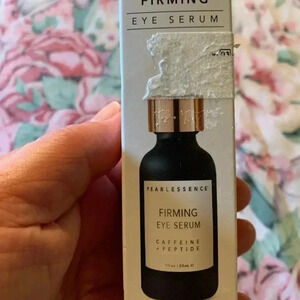 FIRMING
EYE SERUM
PEARLESSENCE
FIRMING
EYE SERUM
CAFFEINE
+ PEPTIDE